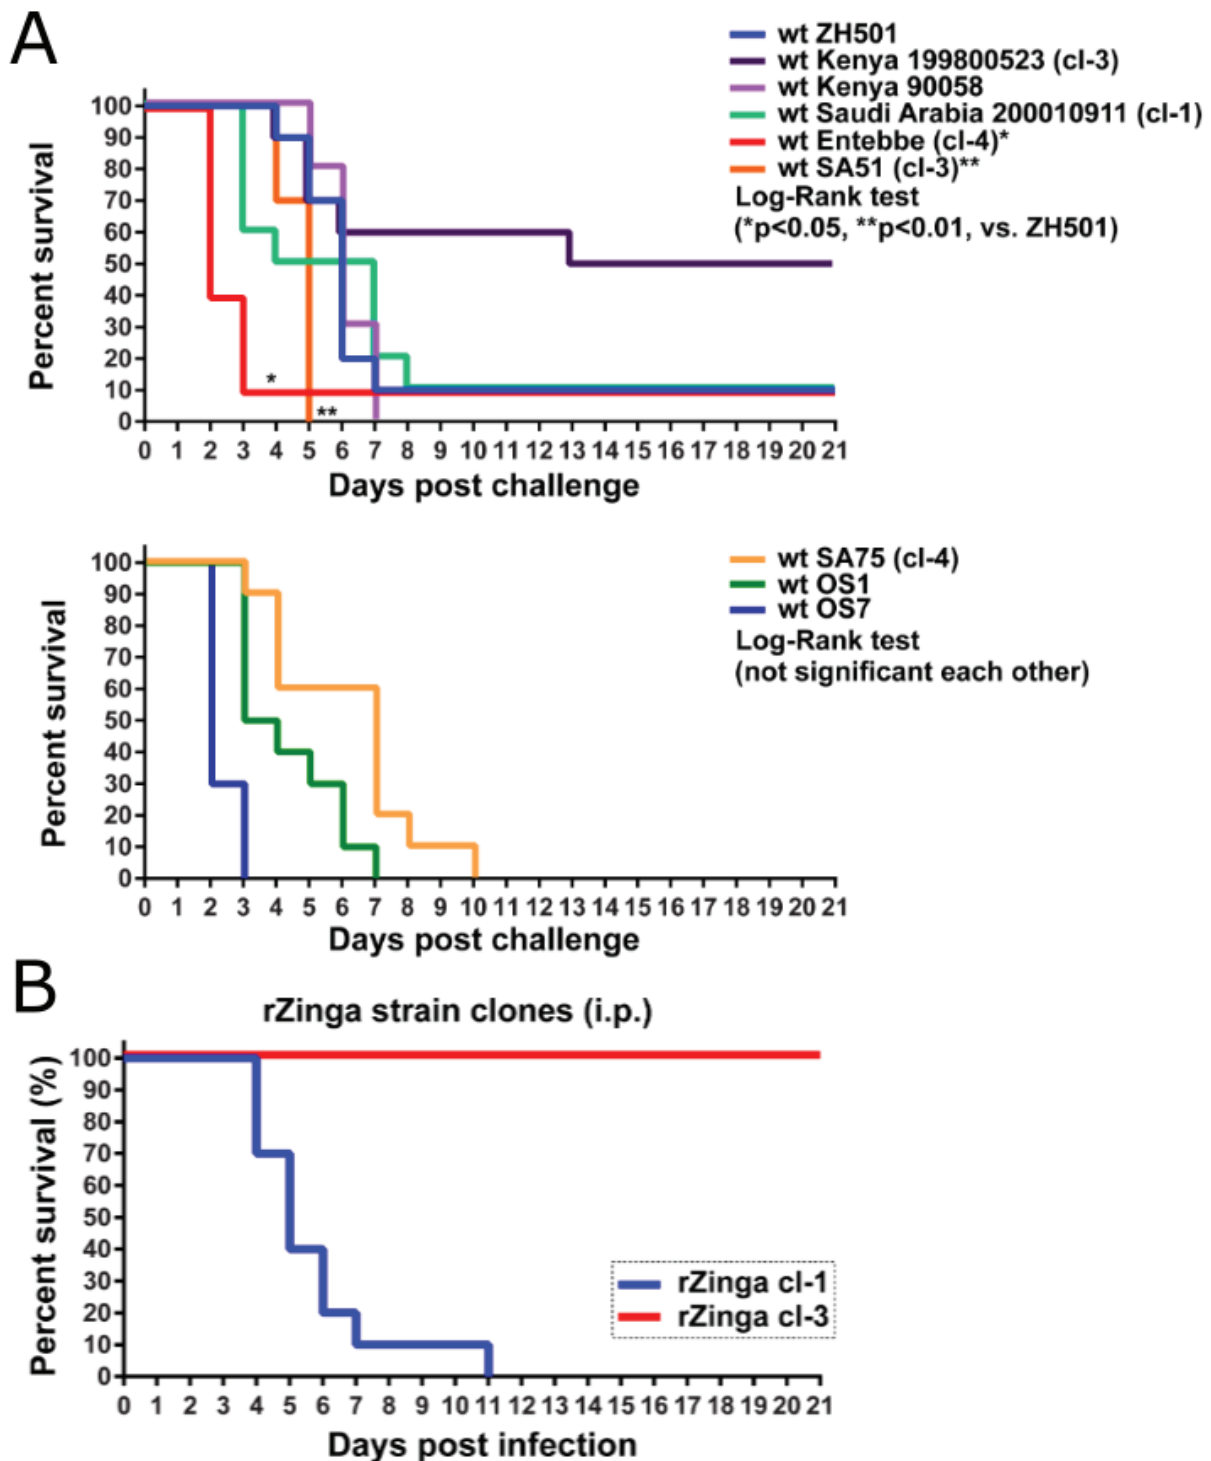 A
wt ZH501
wt Kenya 199800523 (cl-3)
wt Kenya 90058
wt Saudi Arabia 200010911 (cl-1)
wt Entebbe (cl-4)*
wt SA51 (cl-3)**
Log-Rank test
(*p<0.05, **p<0.01, vs. ZH501)
Percent survival
100
90
80
70
60
50
40
30
20
10
0
*
**
0 1 2 3 4 5 6 7 8 9 10 11 12 13 14 15 16 17 18 19 20 21
Days post challenge
wt SA75 (cl-4)
wt OS1
wt OS7
Log-Rank test
(not significant each other)
Percent survival
100
90
80
70
60
50
40
30
20
10
0
0 1 2 3 4 5 6 7 8 9 10 11 12 13 14 15 16 17 18 19 20 21
Days post challenge
B
rZinga strain clones (i.p.)
Percent survival (%)
100
90
80
70
60
50
40
30
20
10
0
rZinga cl-1
rZinga cl-3
0 1 2 3 4 5 6 7 8 9 10 11 12 13 14 15 16 17 18 19 20 21
Days post infection